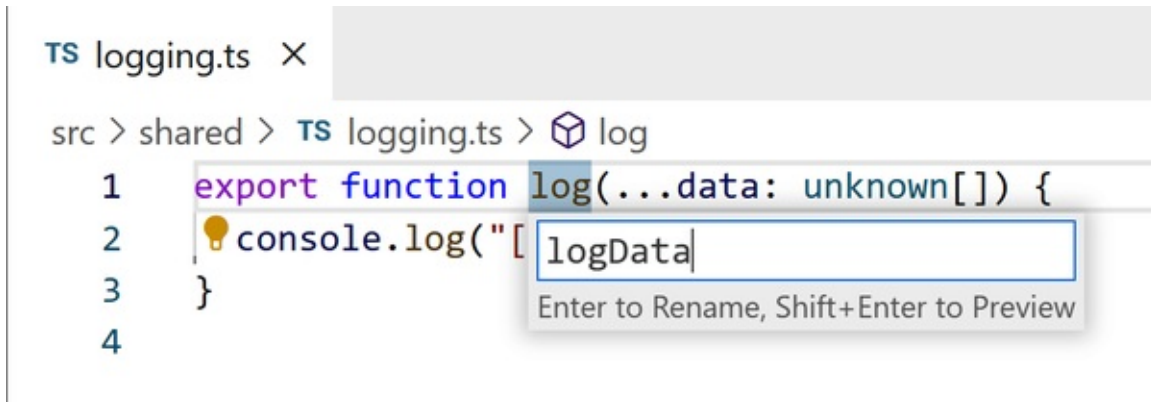 TS logging.ts ×
src > shared > TS logging.ts > log
1 export function log(...data: unknown[]) {
2 console.log("[
logData
3 }
Enter to Rename, Shift+Enter to Preview
4